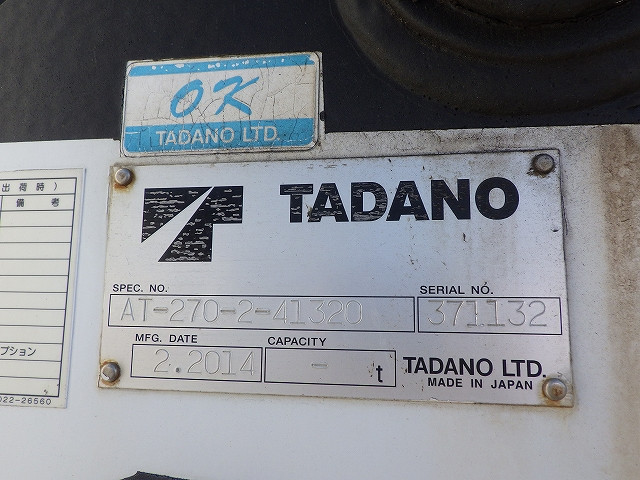 OK
TADANO LTD.
出荷時)
備考
プション
022-26560
TADANO
SPEC. NO.
AT-270-2-41320
SERIAL NO.
371132
MFG. DATE
2.2014
CAPACITY
— t
TADANO LTD.
MADE IN JAPAN